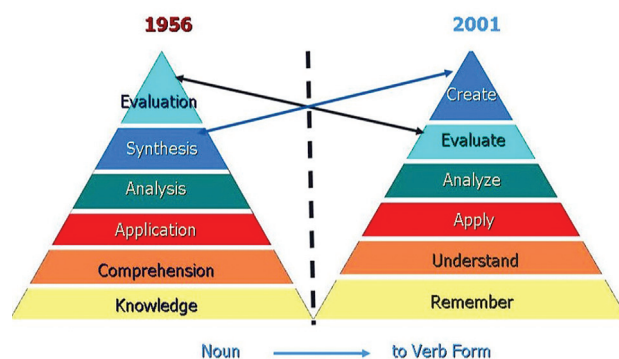 1956
2001
Evaluation
Synthesis
Analysis
Application
Comprehension
Knowledge
Create
Evaluate
Analyze
Apply
Understand
Remember
Noun
to Verb Form